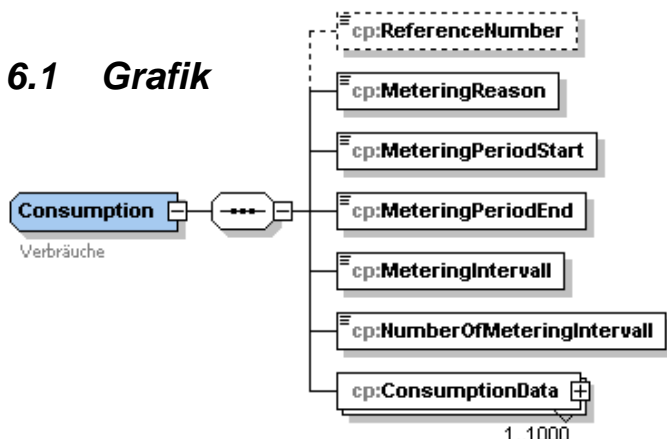 cp:ReferenceNumber
6.1 Grafik
cp:MeteringReason
cp:MeteringPeriodStart
Consumption
cp:MeteringPeriodEnd
Verbräuche
cp:MeteringIntervall
cp:NumberOfMeteringIntervall
cp:ConsumptionData
1..1000